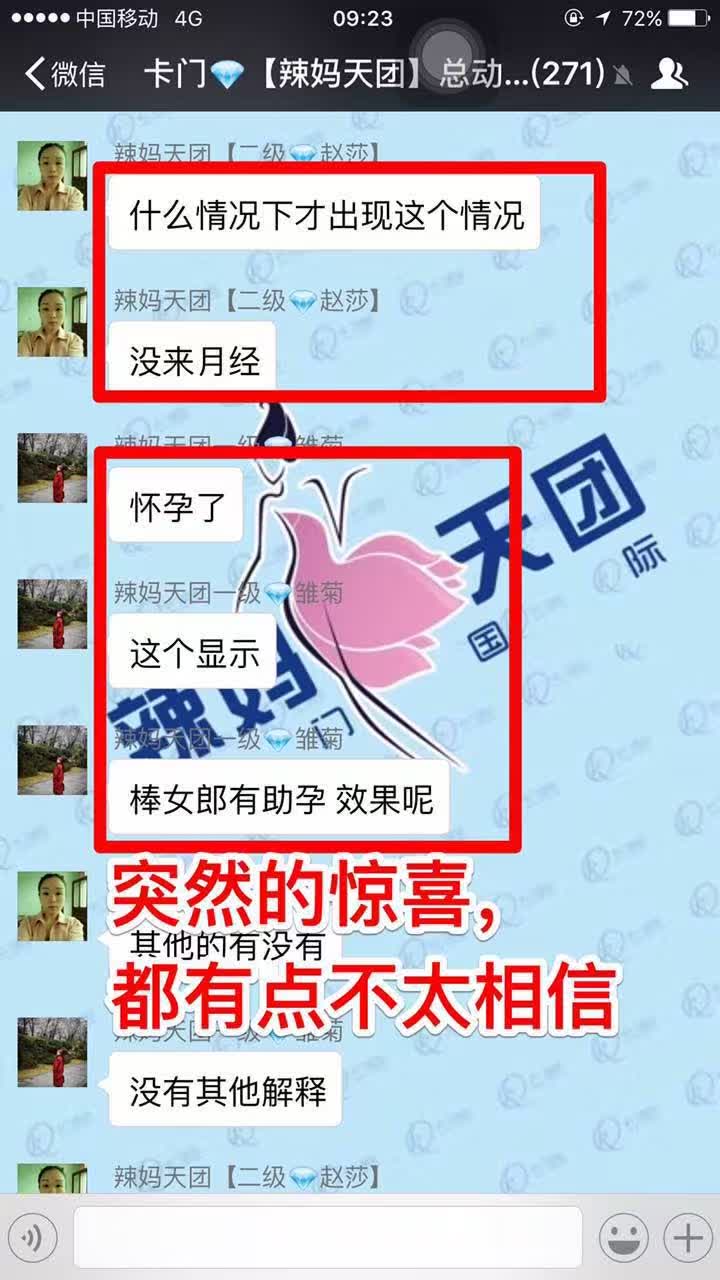 中国移动 4G 09:23 72%
微信 卡门💎【辣妈天团】总动...(271)
辣妈天团【二级💎赵莎】
什么情况下才出现这个情况
辣妈天团【二级💎赵莎】
没来月经
辣妈天团一级💎雏菊
怀孕了
天团
国际
辣妈天团一级💎雏菊
这个显示
辣妈
门
辣妈天团一级💎雏菊
棒女郎有助孕 效果呢
突然的惊喜，
其他的有没有
都有点不太相信
辣妈天团一级💎雏菊
没有其他解释
辣妈天团【二级💎赵莎】